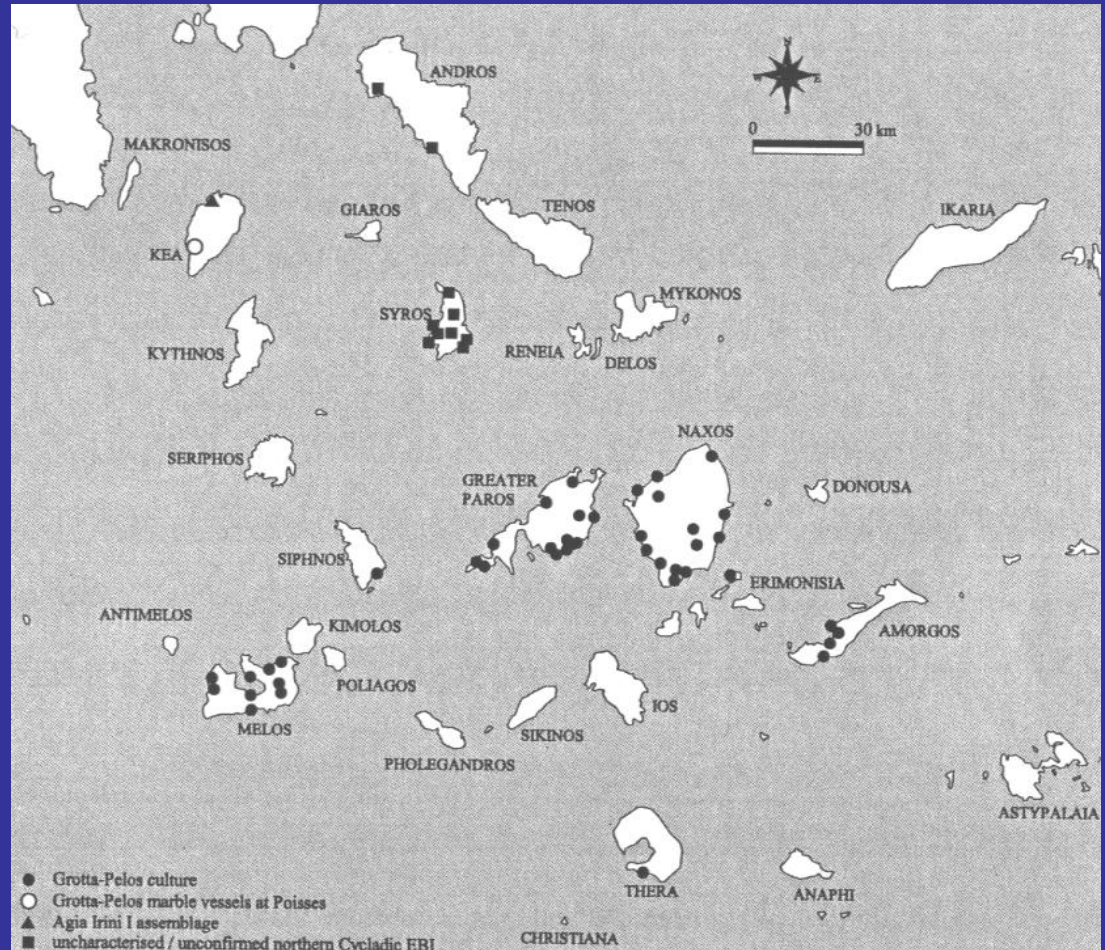 ANDROS
N
W E
S
0 30 km
MAKRONISOS
GIAROS
TENOS
IKARIA
KEA
SYROS
MYKONOS
KYTHNOS
RENEIA
DELOS
NAXOS
SERIPHOS
GREATER
PAROS
DONOUSA
SIPHNOS
ERIMONISIA
ANTIMELOS
KIMOLOS
AMORGOS
POLIAGOS
IOS
MELOS
SIKINOS
PHOLEGANDROS
ASTYPALAIA
THERA
ANAPHI
CHRISTIANA
Grotta-Pelos culture
Grotta-Pelos marble vessels at Poisses
Agia Irini I assemblage
uncharacterised / unconfirmed northern Cycladic EBI